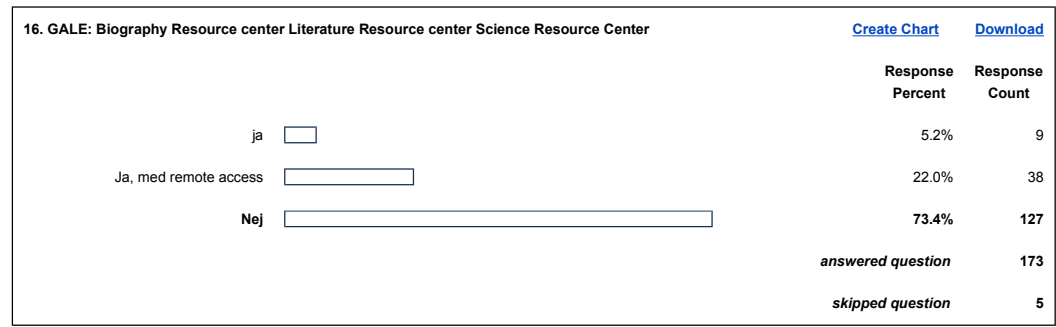 16. GALE: Biography Resource center Literature Resource center Science Resource Center Create Chart Download
Response Percent Response Count
ja 5.2% 9
Ja, med remote access 22.0% 38
Nej 73.4% 127
answered question 173
skipped question 5